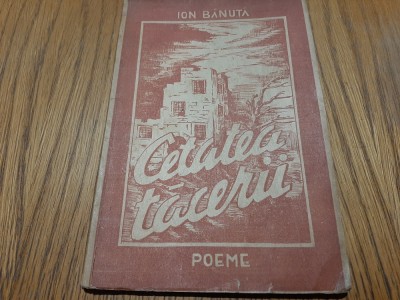 ION BĂNUȚĂ
Cetatea
tăcerii
POEME